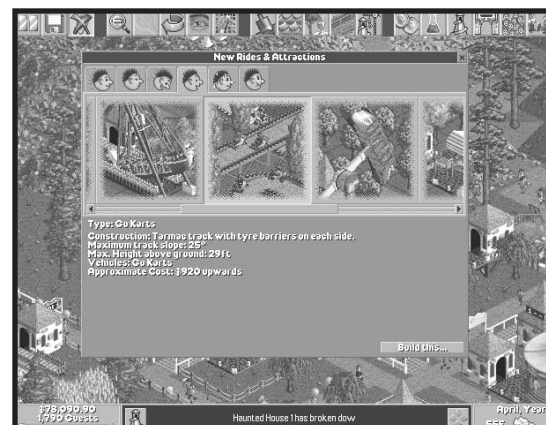 New Rides & Attractions
Type: Go Karts
Construction: Tarmac track with tyre barriers on each side.
Maximum track slope: 25°
Max. Height above ground: 29ft
Vehicles: Go Karts
Approximate Cost: $920 upwards
Build this...
$78,090.90
1,790 Guests
Haunted House 1 has broken dow
April, Year
55F